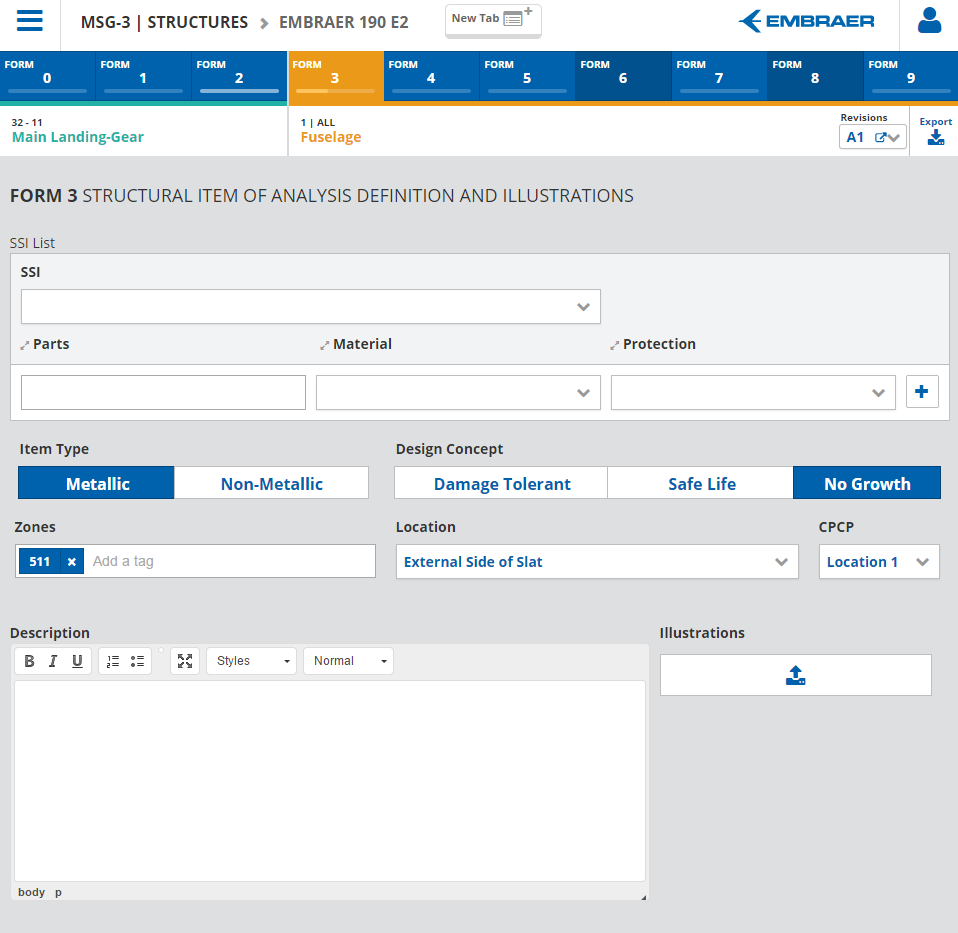 MSG-3 | STRUCTURES > EMBRAER 190 E2 New Tab EMBRAER
FORM 0 FORM 1 FORM 2 FORM 3 FORM 4 FORM 5 FORM 6 FORM 7 FORM 8 FORM 9
32 - 11
Main Landing-Gear
1 | ALL
Fuselage
Revisions
A1
Export
FORM 3 STRUCTURAL ITEM OF ANALYSIS DEFINITION AND ILLUSTRATIONS
SSI List
SSI
Parts Material Protection
Item Type Design Concept
Metallic Non-Metallic Damage Tolerant Safe Life No Growth
Zones Location CPCP
511 × Add a tag External Side of Slat Location 1
Description Illustrations
B I U Styles Normal
body p